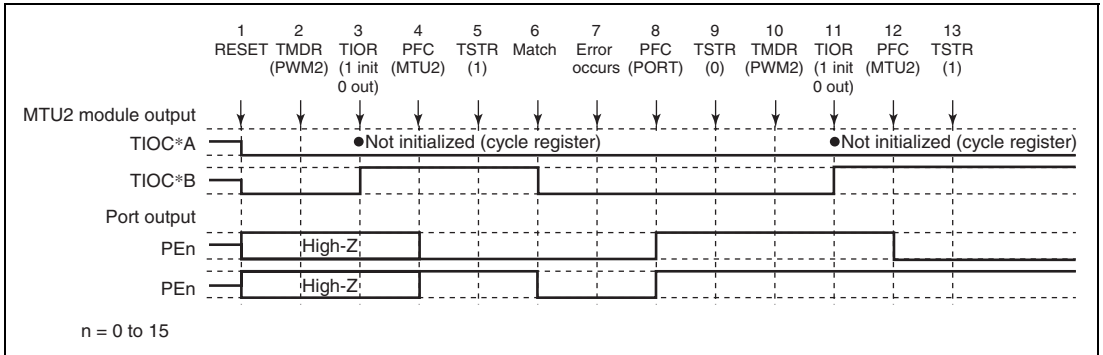 1 2 3 4 5 6 7 8 9 10 11 12 13
RESET TMDR TIOR PFC TSTR Match Error PFC TSTR TMDR TIOR PFC TSTR
(PWM2) (1 init (MTU2) (1) occurs (PORT) (0) (PWM2) (1 init (MTU2) (1)
0 out) 0 out)
MTU2 module output
TIOC*A ●Not initialized (cycle register) ●Not initialized (cycle register)
TIOC*B
Port output
PEn High-Z
PEn High-Z
n = 0 to 15